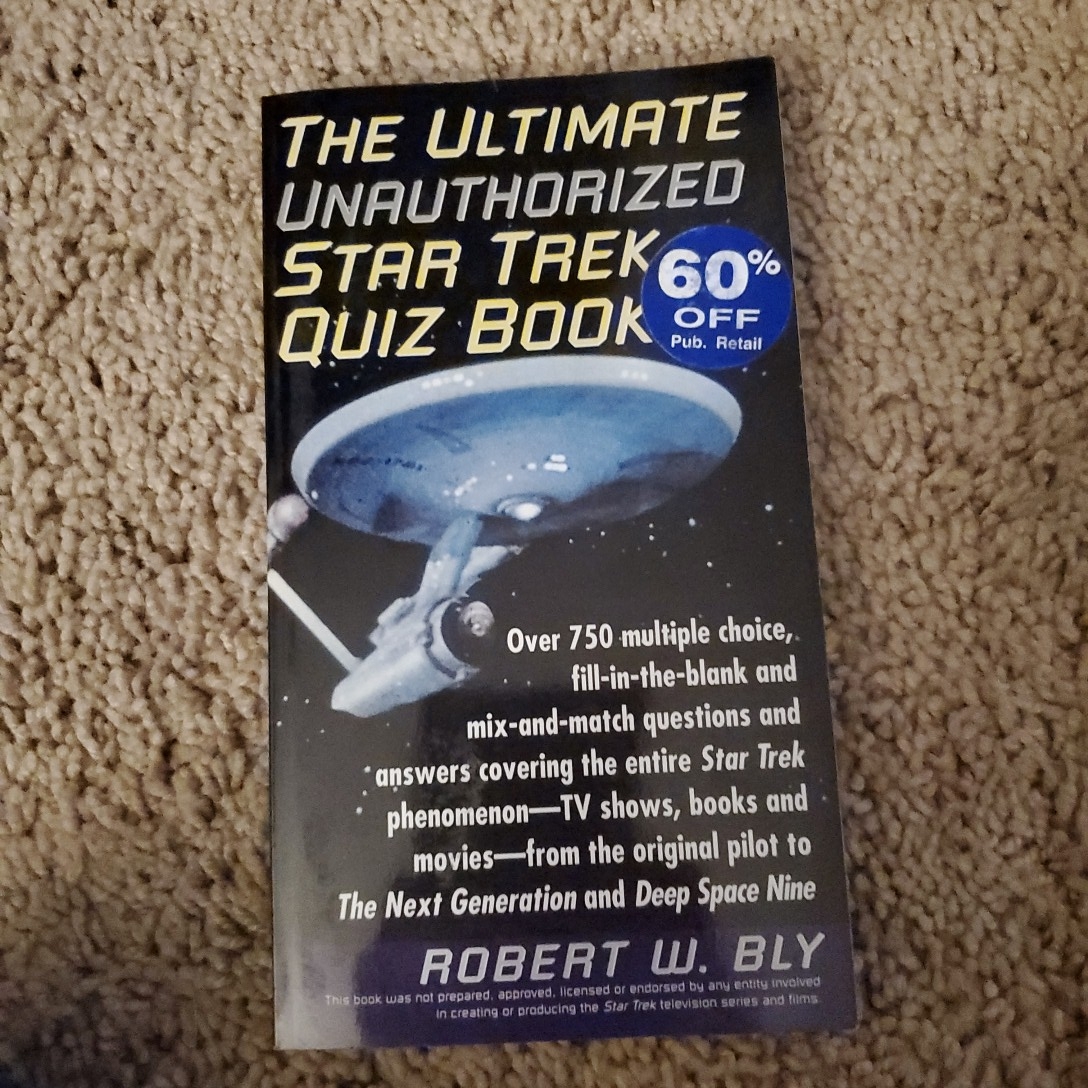 THE ULTIMATE
UNAUTHORIZED
STAR TREK
QUIZ BOOK
60%
OFF
Pub. Retail
Over 750 multiple choice,
fill-in-the-blank and
mix-and-match questions and
answers covering the entire Star Trek
phenomenon—TV shows, books and
movies—from the original pilot to
The Next Generation and Deep Space Nine
ROBERT W. BLY
This book was not prepared, approved, licensed or endorsed by any entity involved
in creating or producing the Star Trek television series and films.